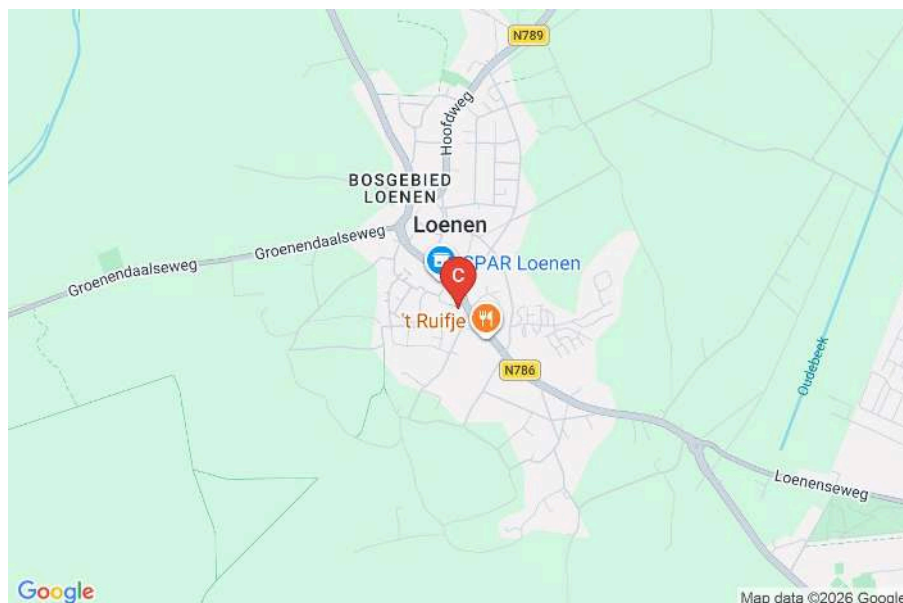 N789
Hoofdweg
BOSGEBIED
LOENEN
Loenen
Groenendaalseweg
Groenendaalseweg
SPAR Loenen
C
't Ruifje
N786
Oudebeek
Loenenseweg
Google
Map data ©2026 Google